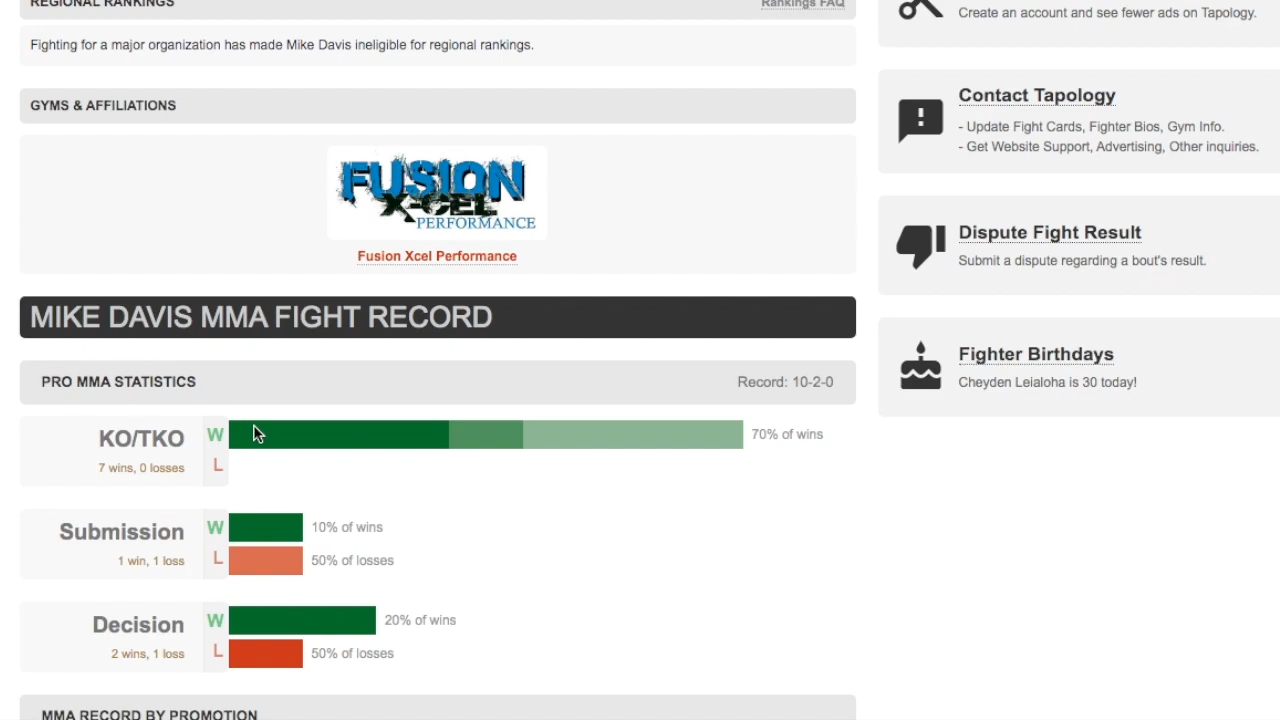 REGIONAL RANKINGS
Rankings FAQ
Fighting for a major organization has made Mike Davis ineligible for regional rankings.
GYMS & AFFILIATIONS
FUSION
X-CEL
PERFORMANCE
Fusion Xcel Performance
MIKE DAVIS MMA FIGHT RECORD
PRO MMA STATISTICS
Record: 10-2-0
KO/TKO
7 wins, 0 losses
W
70% of wins
L
Submission
1 win, 1 loss
W
10% of wins
L
50% of losses
Decision
2 wins, 1 loss
W
20% of wins
L
50% of losses
MMA RECORD BY PROMOTION
Create an account and see fewer ads on Tapology.
Contact Tapology
- Update Fight Cards, Fighter Bios, Gym Info.
- Get Website Support, Advertising, Other inquiries.
Dispute Fight Result
Submit a dispute regarding a bout's result.
Fighter Birthdays
Cheyden Leialoha is 30 today!